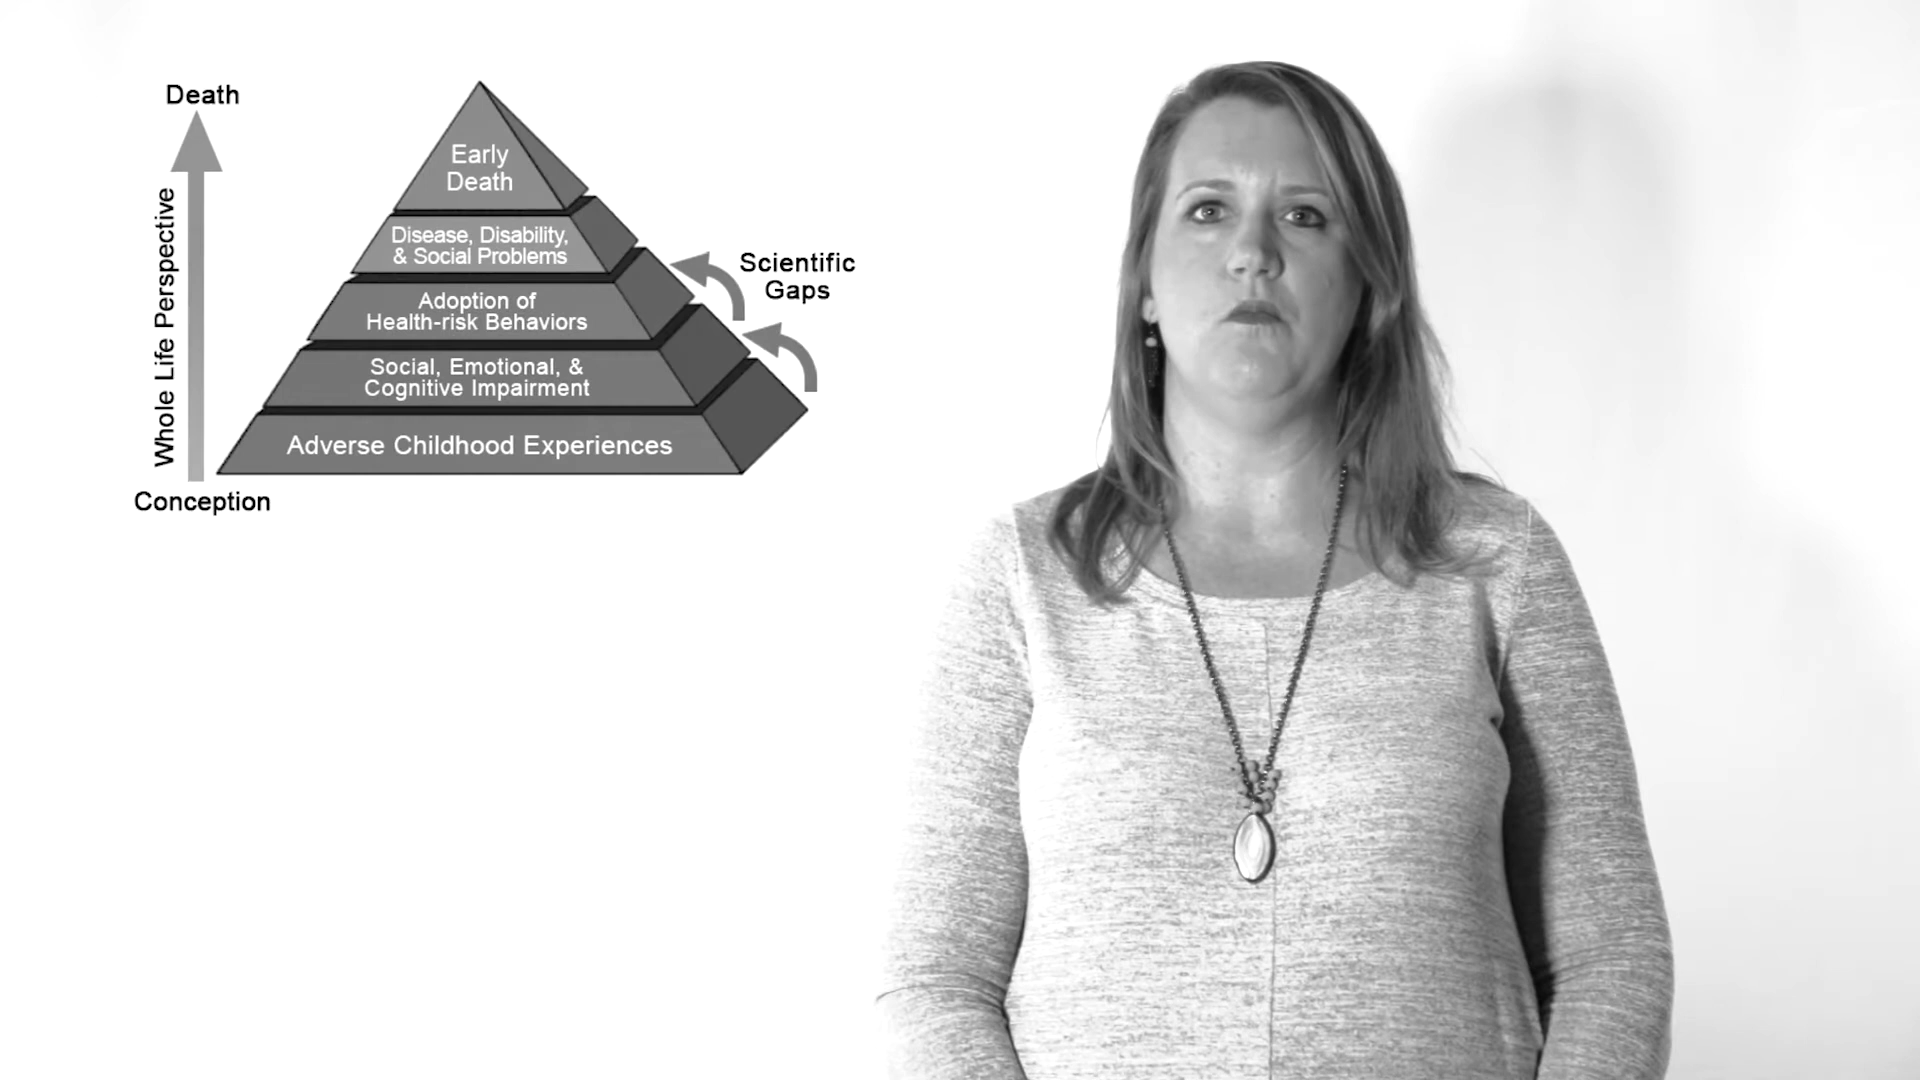 Death
Whole Life Perspective
Conception
Early
Death
Disease, Disability,
& Social Problems
Adoption of
Health-risk Behaviors
Social, Emotional, &
Cognitive Impairment
Adverse Childhood Experiences
Scientific
Gaps